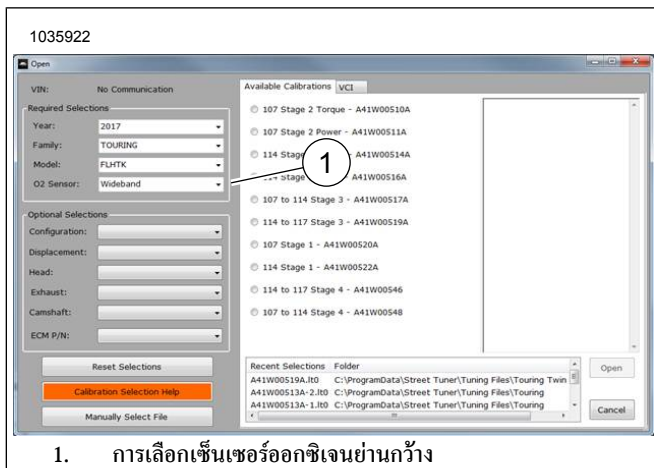 1035922
Open
VIN: No Communication
Required Selections
Year: 2017
Family: TOURING
Model: FLHTK
O2 Sensor: Wideband
Optional Selections
Configuration:
Displacement:
Head:
Exhaust:
Camshaft:
ECM P/N:
Reset Selections
Calibration Selection Help
Manually Select File
Available Calibrations VCI
107 Stage 2 Torque - A41W00510A
107 Stage 2 Power - A41W00511A
114 Stage - A41W00514A
114 Stage A41W00516A
107 to 114 Stage 3 - A41W00517A
114 to 117 Stage 3 - A41W00519A
107 Stage 1 - A41W00520A
114 Stage 1 - A41W00522A
114 to 117 Stage 4 - A41W00546
107 to 114 Stage 4 - A41W00548
1
Recent Selections Folder
A41W00519A.lt0 C:\ProgramData\Street Tuner\Tuning Files\Touring Twin
A41W00513A-2.lt0 C:\ProgramData\Street Tuner\Tuning Files\Touring
A41W00513A-1.lt0 C:\ProgramData\Street Tuner\Tuning Files\Touring
Open
Cancel
1. การเลือกเซ็นเซอร์ออกซิเจนย่านกว้าง